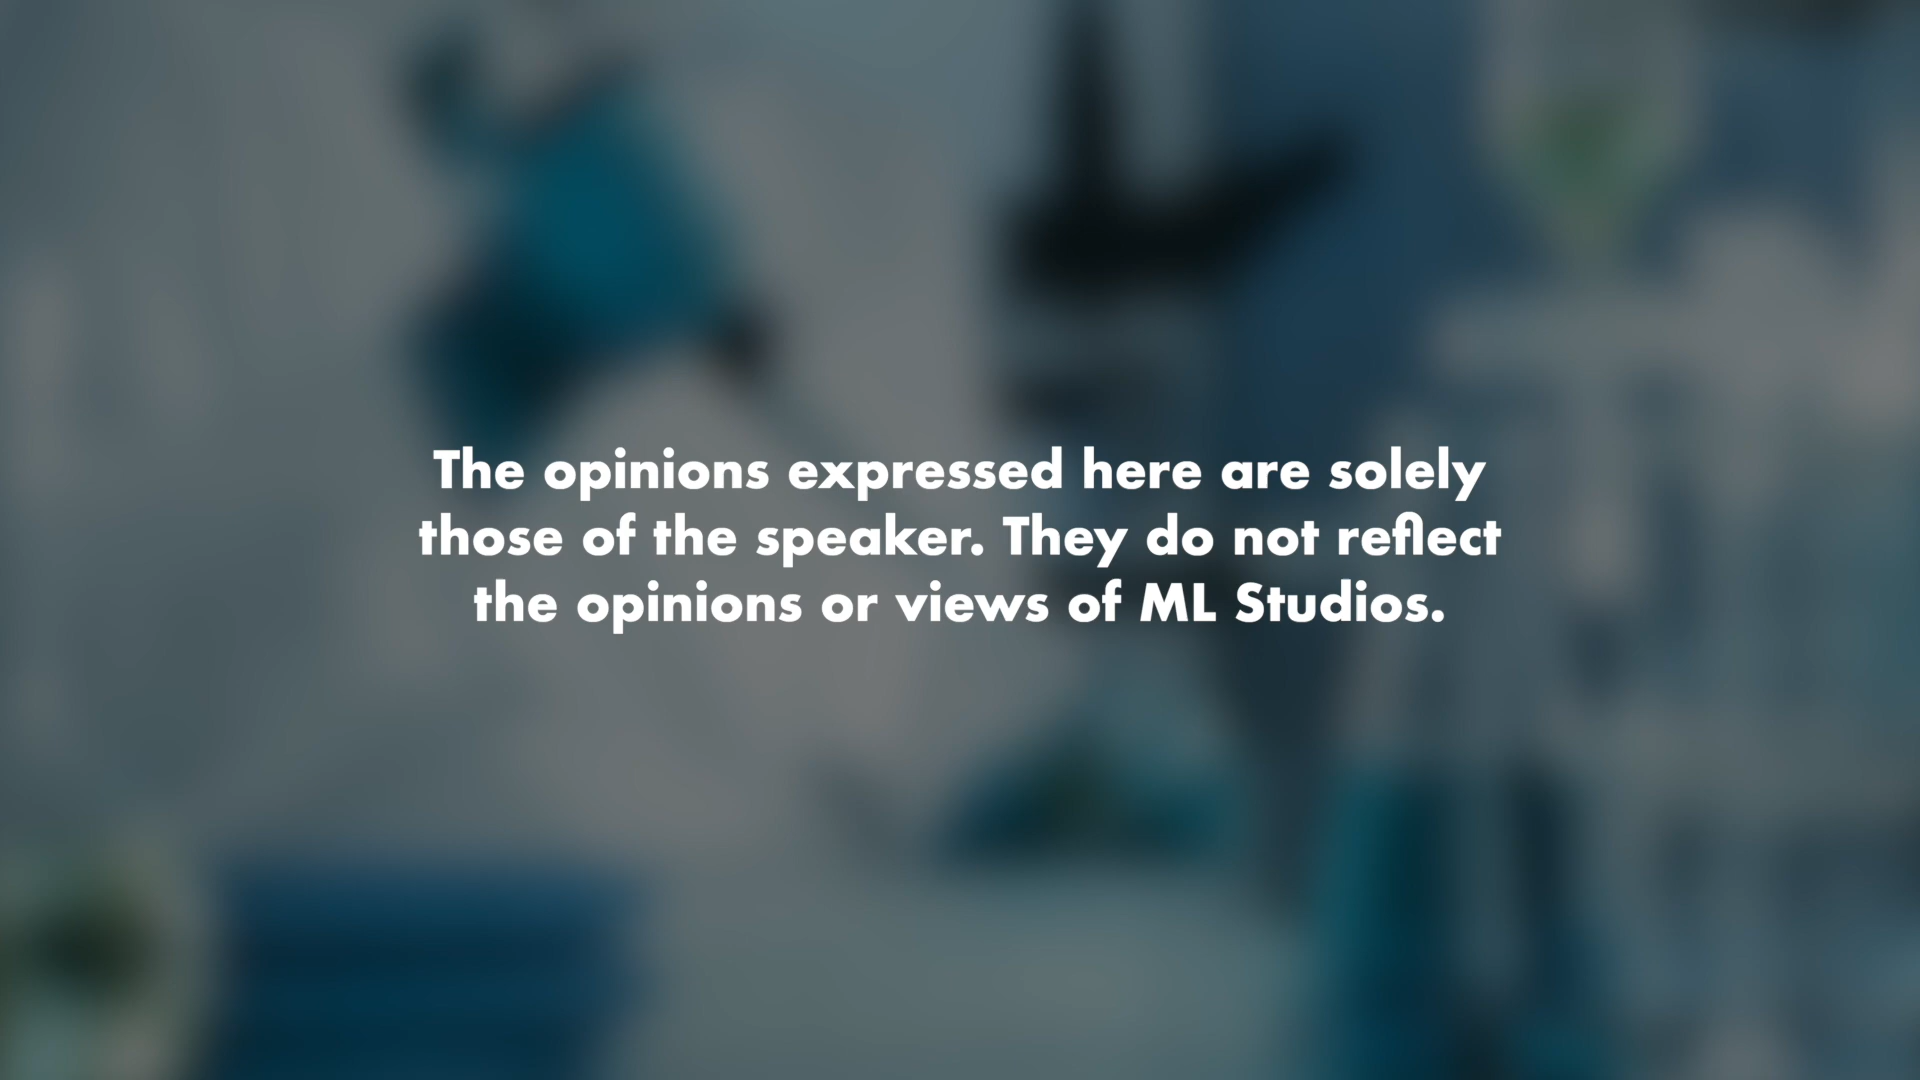 The opinions expressed here are solely
those of the speaker. They do not reflect
the opinions or views of ML Studios.